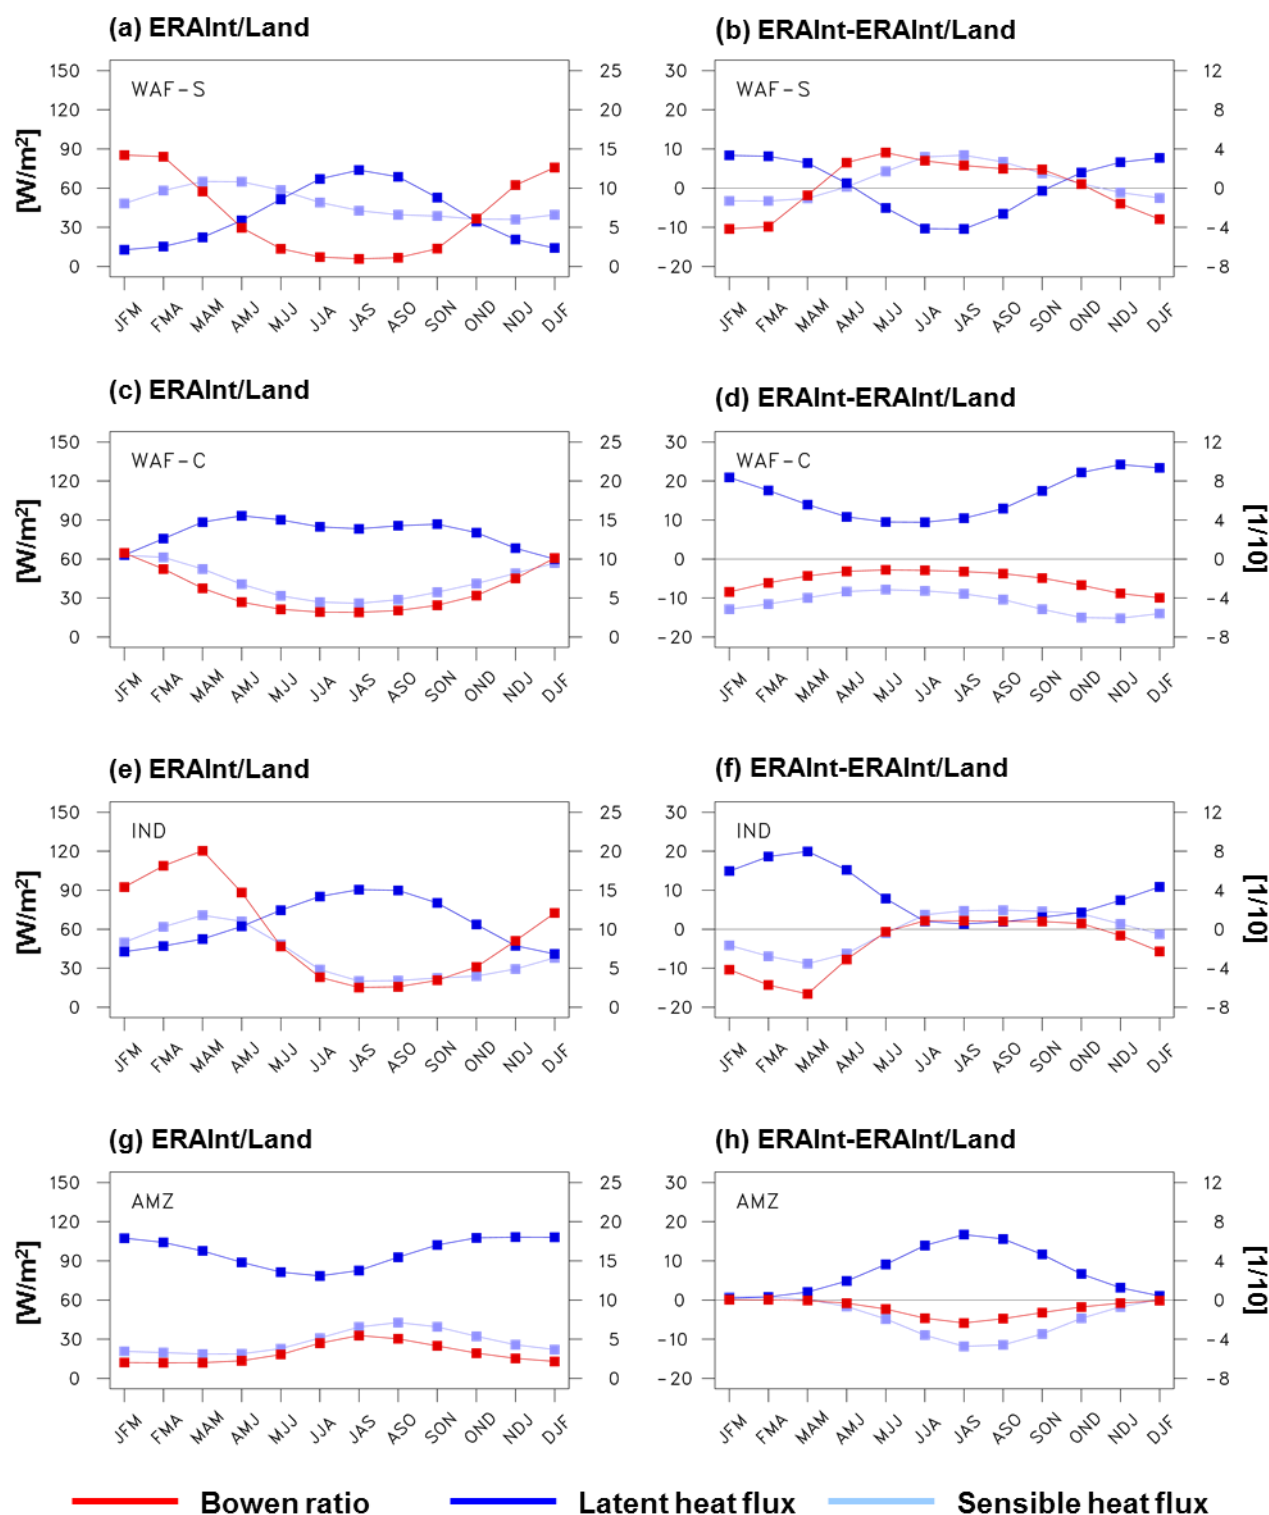 (a) ERAInt/Land
(b) ERAInt-ERAInt/Land
150 120 90 60 30 0
[W/m²]
WAF-S
25 20 15 10 5 0
JFM FMA MAM AMJ MJJ JJA JAS ASO SON OND NDJ DJF
30 20 10 0 -10 -20
WAF-S
12 8 4 0 -4 -8
JFM FMA MAM AMJ MJJ JJA JAS ASO SON OND NDJ DJF
(c) ERAInt/Land
(d) ERAInt-ERAInt/Land
150 120 90 60 30 0
[W/m²]
WAF-C
25 20 15 10 5 0
JFM FMA MAM AMJ MJJ JJA JAS ASO SON OND NDJ DJF
30 20 10 0 -10 -20
WAF-C
12 8 4 0 -4 -8
[1/10]
JFM FMA MAM AMJ MJJ JJA JAS ASO SON OND NDJ DJF
(e) ERAInt/Land
(f) ERAInt-ERAInt/Land
150 120 90 60 30 0
[W/m²]
IND
25 20 15 10 5 0
JFM FMA MAM AMJ MJJ JJA JAS ASO SON OND NDJ DJF
30 20 10 0 -10 -20
IND
12 8 4 0 -4 -8
[1/10]
JFM FMA MAM AMJ MJJ JJA JAS ASO SON OND NDJ DJF
(g) ERAInt/Land
(h) ERAInt-ERAInt/Land
150 120 90 60 30 0
[W/m²]
AMZ
25 20 15 10 5 0
JFM FMA MAM AMJ MJJ JJA JAS ASO SON OND NDJ DJF
30 20 10 0 -10 -20
AMZ
12 8 4 0 -4 -8
[1/10]
JFM FMA MAM AMJ MJJ JJA JAS ASO SON OND NDJ DJF
Bowen ratio
Latent heat flux
Sensible heat flux